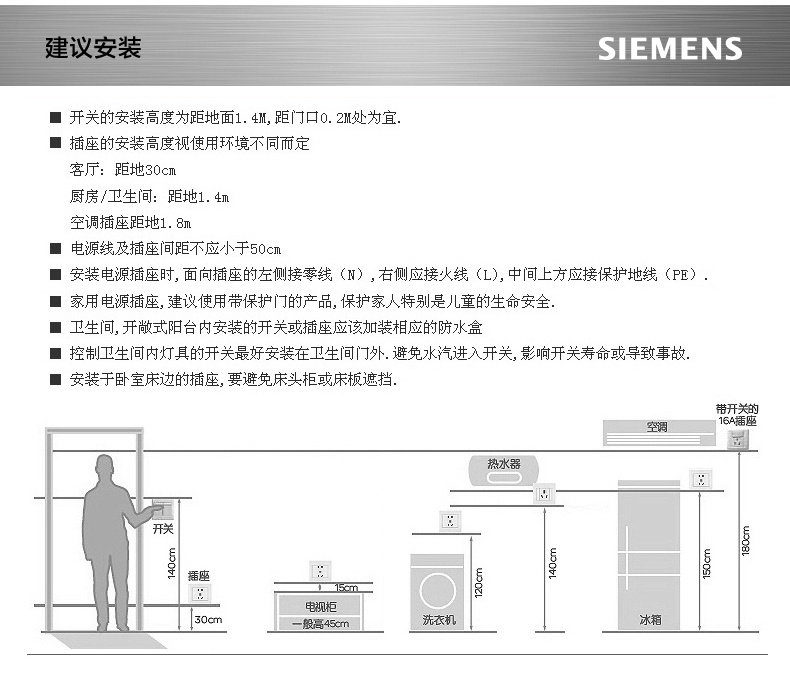 建议安装
SIEMENS
■ 开关的安装高度为距地面1.4M,距门口0.2M处为宜.
■ 插座的安装高度视使用环境不同而定
客厅：距地30cm
厨房/卫生间：距地1.4m
空调插座距地1.8m
■ 电源线及插座间距不应小于50cm
■ 安装电源插座时,面向插座的左侧接零线（N）,右侧应接火线（L),中间上方应接保护地线（PE）.
■ 家用电源插座,建议使用带保护门的产品,保护家人特别是儿童的生命安全.
■ 卫生间,开敞式阳台内安装的开关或插座应该加装相应的防水盒
■ 控制卫生间内灯具的开关最好安装在卫生间门外.避免水汽进入开关,影响开关寿命或导致事故.
■ 安装于卧室床边的插座,要避免床头柜或床板遮挡.
带开关的
16A插座
空调
热水器
开关
140cm
插座
30cm
15cm
电视柜
一般高45cm
洗衣机
120cm
140cm
冰箱
150cm
180cm